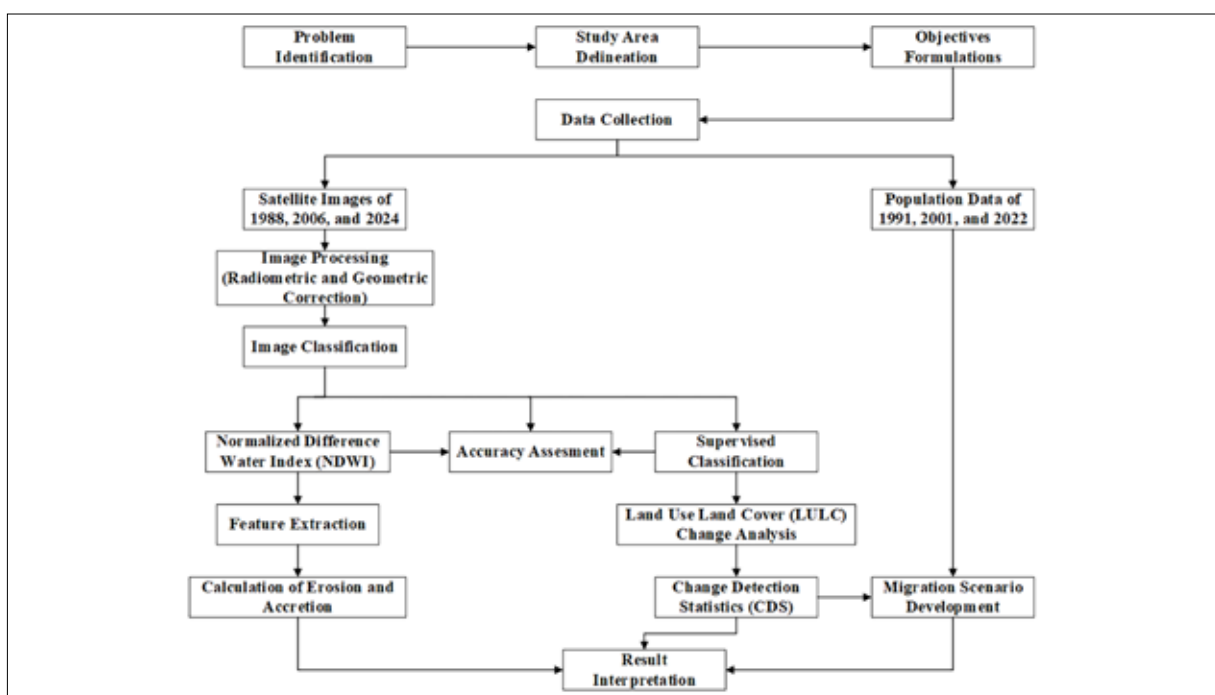 Problem
Identification
Study Area
Delineation
Objectives
Formulations
Data Collection
Satellite Images of
1988, 2006, and 2024
Population Data of
1991, 2001, and 2022
Image Processing
(Radiometric and Geometric
Correction)
Image Classification
Normalized Difference
Water Index (NDWI)
Accuracy Assesment
Supervised
Classification
Feature Extraction
Land Use Land Cover (LULC)
Change Analysis
Calculation of Erosion and
Accretion
Change Detection
Statistics (CDS)
Migration Scenario
Development
Result
Interpretation